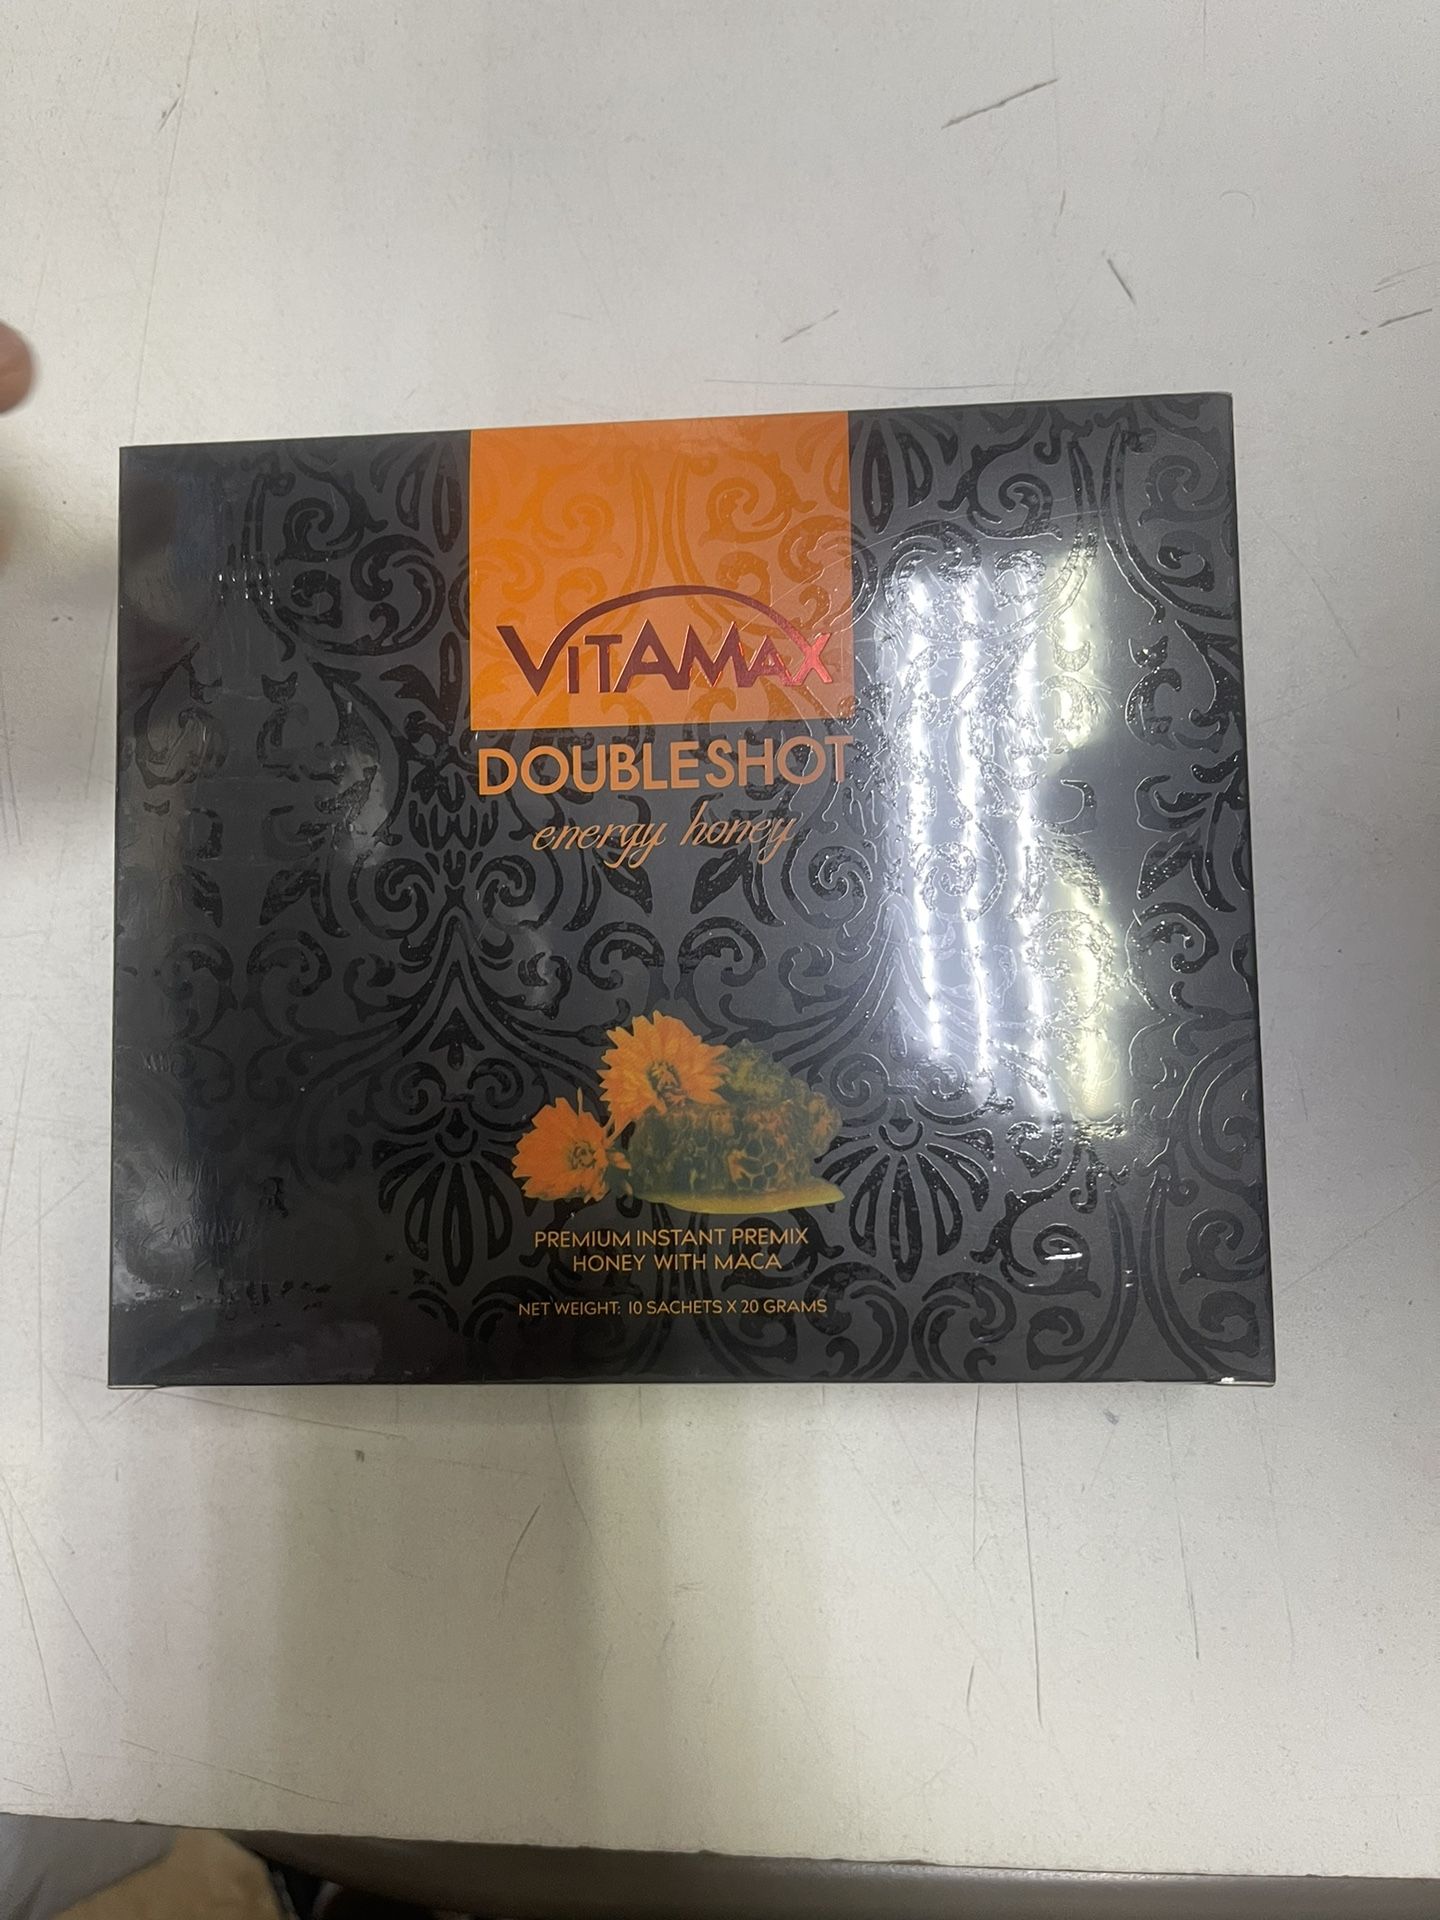 VITAMAX
DOUBLESHOT
energy honey
PREMIUM INSTANT PREMIX
HONEY WITH MACA
NET WEIGHT: 10 SACHETS X 20 GRAMS